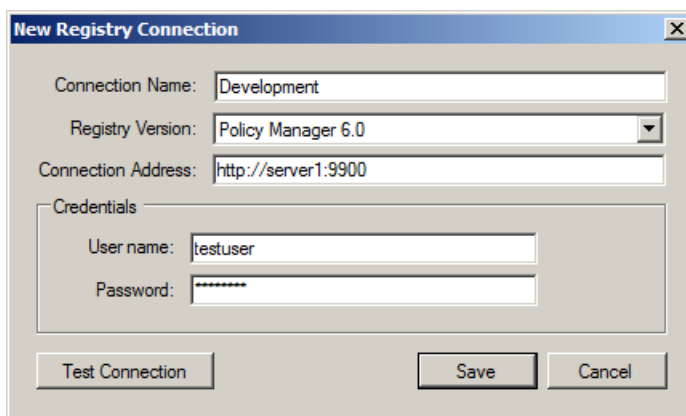 New Registry Connection
Connection Name: Development
Registry Version: Policy Manager 6.0
Connection Address: http://server1:9900
Credentials
User name: testuser
Password: ********
Test Connection Save Cancel